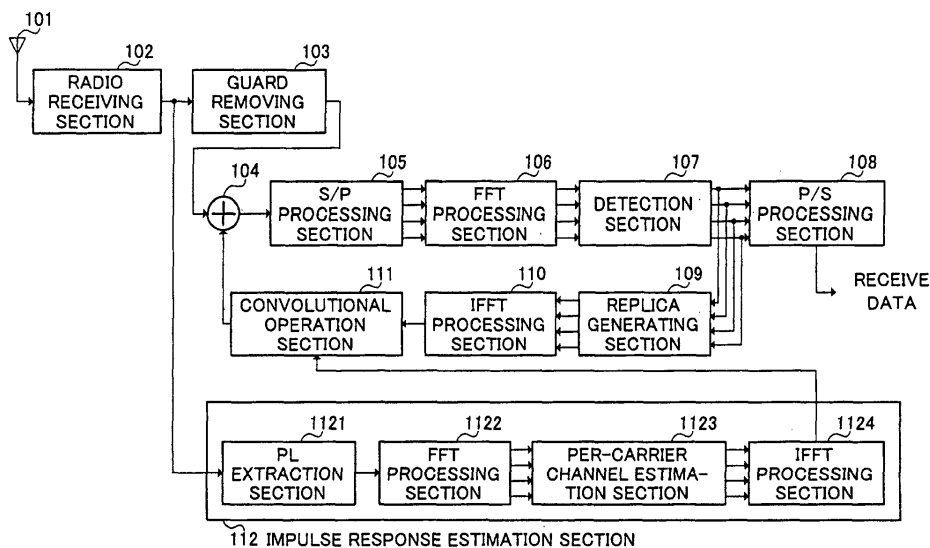 101
102
RADIO
RECEIVING
SECTION
103
GUARD
REMOVING
SECTION
104
105
S/P
PROCESSING
SECTION
106
FFT
PROCESSING
SECTION
107
DETECTION
SECTION
108
P/S
PROCESSING
SECTION
111
CONVOLUTIONAL
OPERATION
SECTION
110
IFFT
PROCESSING
SECTION
109
REPLICA
GENERATING
SECTION
RECEIVE
DATA
1121
PL
EXTRACTION
SECTION
1122
FFT
PROCESSING
SECTION
1123
PER-CARRIER
CHANNEL ESTIMA-
TION SECTION
1124
IFFT
PROCESSING
SECTION
112 IMPULSE RESPONSE ESTIMATION SECTION